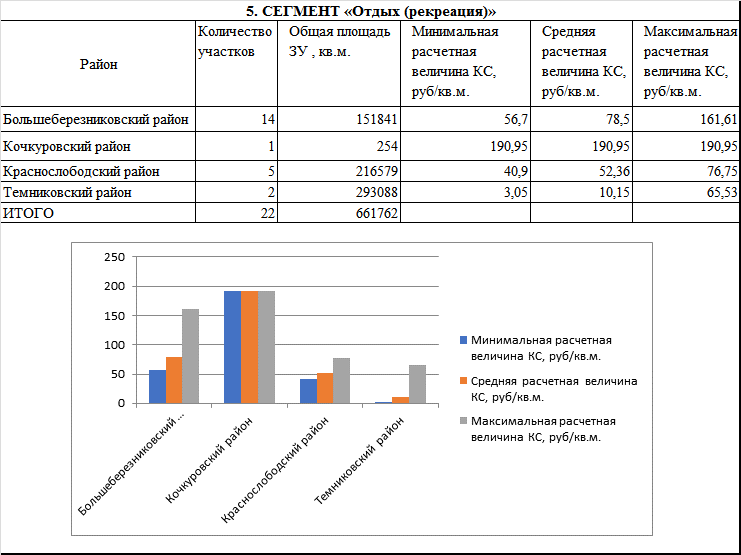 5. СЕГМЕНТ «Отдых (рекреация)»
Район
Количество
участков
Общая площадь
ЗУ , кв.м.
Минимальная
расчетная
величина КС,
руб/кв.м.
Средняя
расчетная
величина КС,
руб/кв.м.
Максимальная
расчетная
величина КС,
руб/кв.м.
Большеберезниковский район 14 151841 56,7 78,5 161,61
Кочкуровский район 1 254 190,95 190,95 190,95
Краснослободский район 5 216579 40,9 52,36 76,75
Темниковский район 2 293088 3,05 10,15 65,53
ИТОГО 22 661762
250
200
150
100
50
0
Большеберезниковский...
Кочкуровский район
Краснослободский район
Темниковский район
Минимальная расчетная
величина КС, руб/кв.м.
Средняя расчетная величина
КС, руб/кв.м.
Максимальная расчетная
величина КС, руб/кв.м.